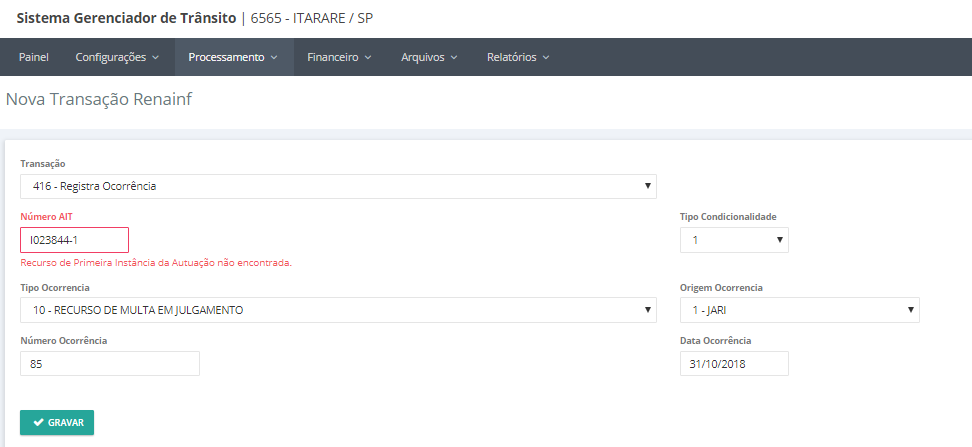 Sistema Gerenciador de Trânsito | 6565 - ITARARE / SP
Painel Configurações Processamento Financeiro Arquivos Relatórios
Nova Transação Renainf
Transação
416 - Registra Ocorrência
Número AIT Tipo Condicionalidade
I023844-1 1
Recurso de Primeira Instância da Autuação não encontrada.
Tipo Ocorrencia Origem Ocorrencia
10 - RECURSO DE MULTA EM JULGAMENTO 1 - JARI
Número Ocorrência Data Ocorrência
85 31/10/2018
GRAVAR